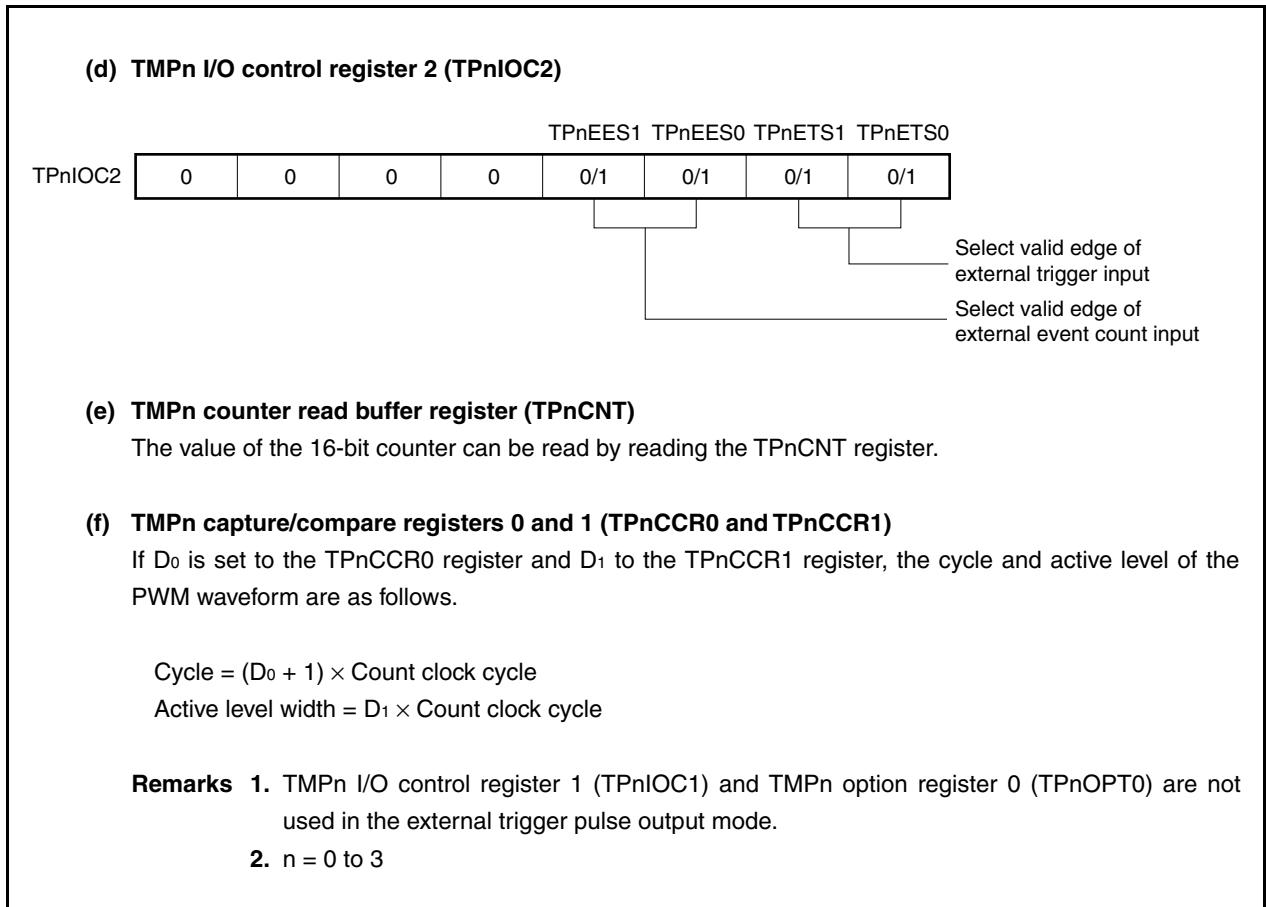 (d) TMPn I/O control register 2 (TPnIOC2)
TPnEES1 TPnEES0 TPnETS1 TPnETS0
TPnIOC2 0 0 0 0 0/1 0/1 0/1 0/1
Select valid edge of
external trigger input
Select valid edge of
external event count input
(e) TMPn counter read buffer register (TPnCNT)
The value of the 16-bit counter can be read by reading the TPnCNT register.
(f) TMPn capture/compare registers 0 and 1 (TPnCCR0 and TPnCCR1)
If D0 is set to the TPnCCR0 register and D1 to the TPnCCR1 register, the cycle and active level of the
PWM waveform are as follows.
Cycle = (D0 + 1) × Count clock cycle
Active level width = D1 × Count clock cycle
Remarks 1. TMPn I/O control register 1 (TPnIOC1) and TMPn option register 0 (TPnOPT0) are not
used in the external trigger pulse output mode.
2. n = 0 to 3